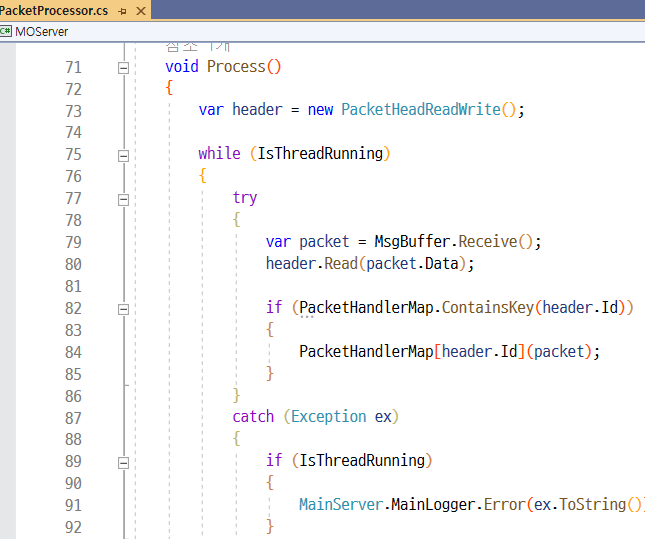 PacketProcessor.cs
C# MOServer
71 void Process()
72 {
73 var header = new PacketHeadReadWrite();
74
75 while (IsThreadRunning)
76 {
77 try
78 {
79 var packet = MsgBuffer.Receive();
80 header.Read(packet.Data);
81
82 if (PacketHandlerMap.ContainsKey(header.Id))
83 {
84 PacketHandlerMap[header.Id](packet);
85 }
86 }
87 catch (Exception ex)
88 {
89 if (IsThreadRunning)
90 {
91 MainServer.MainLogger.Error(ex.ToString())
92 }